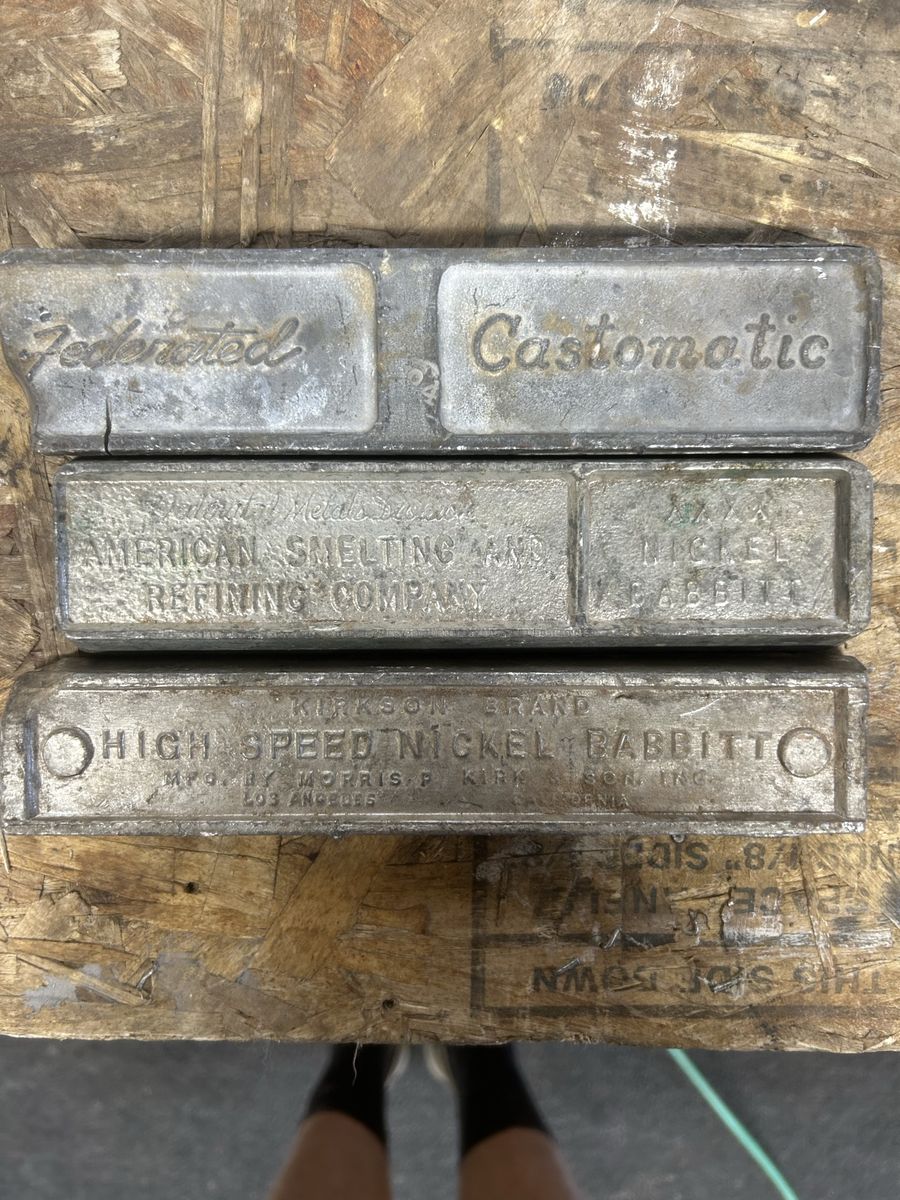 Federated
Castomatic
Federated Metals Division
AMERICAN SMELTING AND
REFINING COMPANY
XXXX
NICKEL
BABBITT
KIRKSON BRAND
HIGH SPEED NICKEL BABBITT
MFG. BY MORRIS P. KIRK & SON, INC.
LOS ANGELES
THIS SIDE DOWN